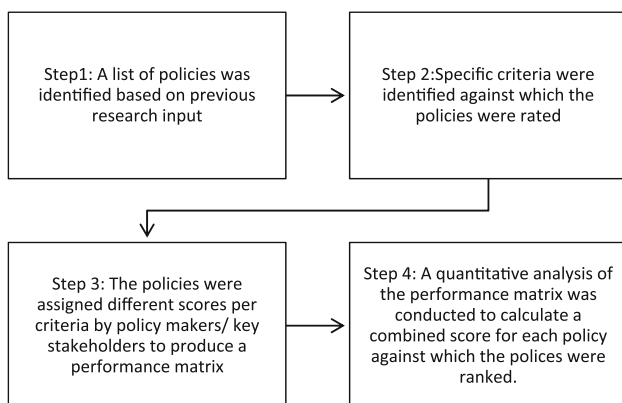 Step1: A list of policies was
identified based on previous
research input
Step 2:Specific criteria were
identified against which the
policies were rated
Step 3: The policies were
assigned different scores per
criteria by policy makers/ key
stakeholders to produce a
performance matrix
Step 4: A quantitative analysis of
the performance matrix was
conducted to calculate a
combined score for each policy
against which the polices were
ranked.